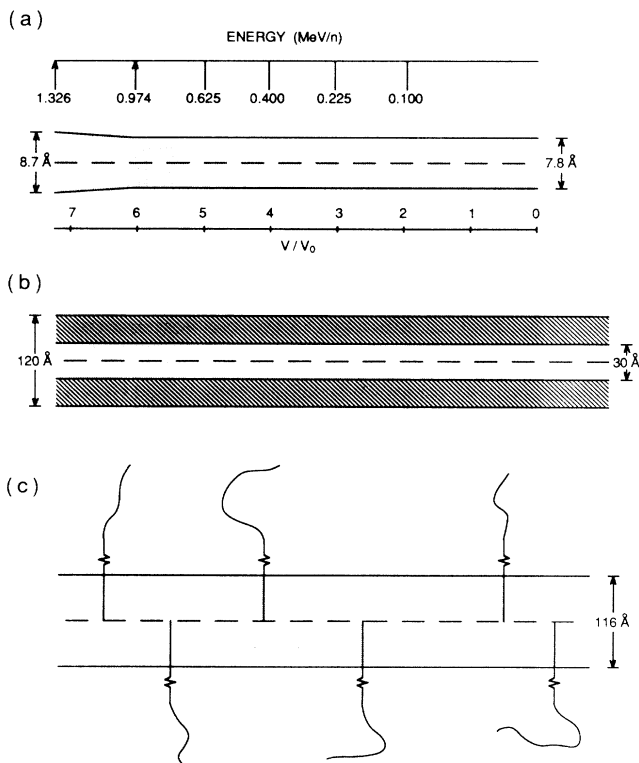 (a)
ENERGY (MeV/n)
1.326 0.974 0.625 0.400 0.225 0.100
8.7 Å 7.8 Å
7 6 5 4 3 2 1 0
V/V₀
(b)
120 Å 30 Å
(c)
116 Å